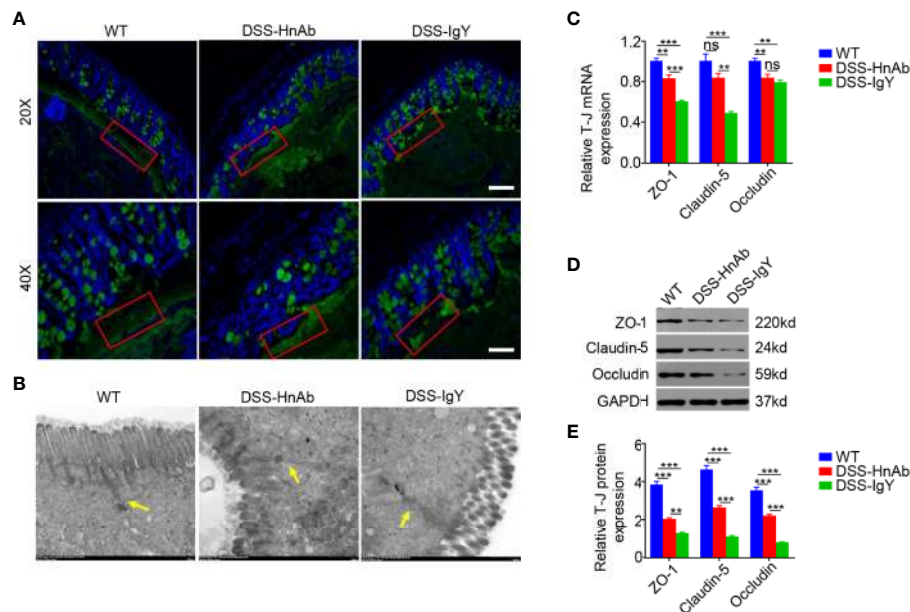 A
WT DSS-HnAb DSS-IgY
20X
40X
B
WT DSS-HnAb DSS-IgY
C
Relative T-J mRNA
expression
1.2
0.8
0.4
0.0
*** *** **
** ns **
*** ** ns
WT
DSS-HnAb
DSS-IgY
ZO-1 Claudin-5 Occludin
D
WT DSS-HnAb DSS-IgY
ZO-1 220kd
Claudin-5 24kd
Occludin 59kd
GAPDH 37kd
E
Relative T-J protein
expression
6
4
2
0
*** *** ***
*** *** ***
** *** ***
WT
DSS-HnAb
DSS-IgY
ZO-1 Claudin-5 Occludin